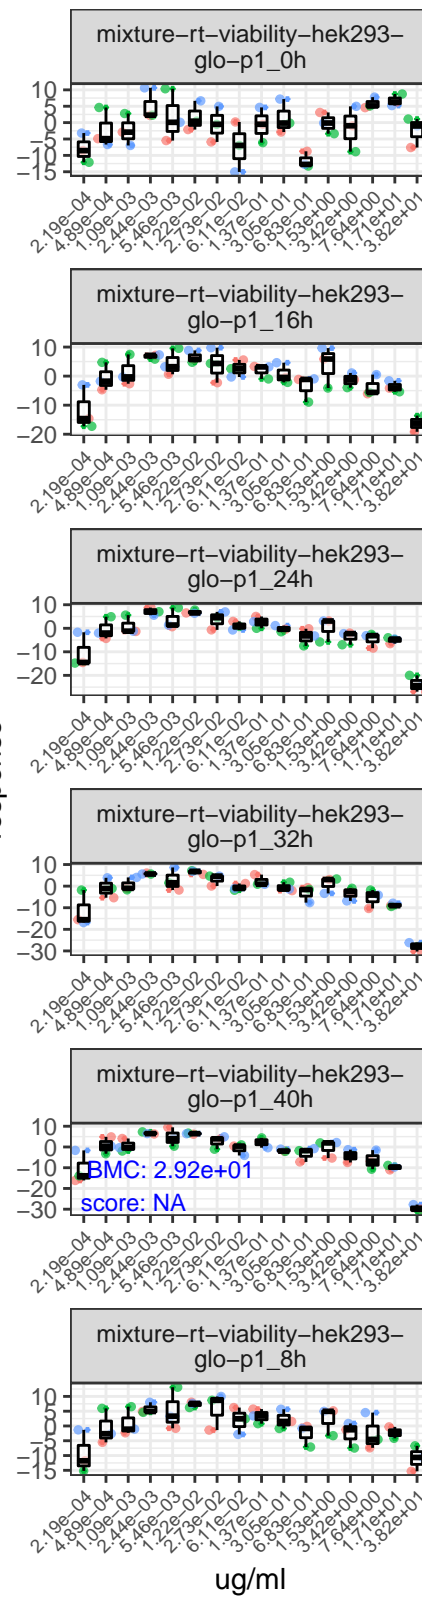 mixture−rt−viability−hek293−
glo−p1_0h
10
5
0
−5
−10
−15
2.19e−04
4.89e−04
1.09e−03
2.44e−03
5.46e−03
1.22e−02
2.73e−02
6.11e−02
1.37e−01
3.05e−01
6.83e−01
1.53e+00
3.42e+00
7.64e+00
1.71e+01
3.82e+01
mixture−rt−viability−hek293−
glo−p1_16h
10
0
−10
−20
2.19e−04
4.89e−04
1.09e−03
2.44e−03
5.46e−03
1.22e−02
2.73e−02
6.11e−02
1.37e−01
3.05e−01
6.83e−01
1.53e+00
3.42e+00
7.64e+00
1.71e+01
3.82e+01
mixture−rt−viability−hek293−
glo−p1_24h
10
0
−10
−20
2.19e−04
4.89e−04
1.09e−03
2.44e−03
5.46e−03
1.22e−02
2.73e−02
6.11e−02
1.37e−01
3.05e−01
6.83e−01
1.53e+00
3.42e+00
7.64e+00
1.71e+01
3.82e+01
mixture−rt−viability−hek293−
glo−p1_32h
10
0
−10
−20
−30
2.19e−04
4.89e−04
1.09e−03
2.44e−03
5.46e−03
1.22e−02
2.73e−02
6.11e−02
1.37e−01
3.05e−01
6.83e−01
1.53e+00
3.42e+00
7.64e+00
1.71e+01
3.82e+01
mixture−rt−viability−hek293−
glo−p1_40h
10
0
−10
−20
−30
BMC: 2.92e+01
score: NA
2.19e−04
4.89e−04
1.09e−03
2.44e−03
5.46e−03
1.22e−02
2.73e−02
6.11e−02
1.37e−01
3.05e−01
6.83e−01
1.53e+00
3.42e+00
7.64e+00
1.71e+01
3.82e+01
mixture−rt−viability−hek293−
glo−p1_8h
10
5
0
−5
−10
−15
2.19e−04
4.89e−04
1.09e−03
2.44e−03
5.46e−03
1.22e−02
2.73e−02
6.11e−02
1.37e−01
3.05e−01
6.83e−01
1.53e+00
3.42e+00
7.64e+00
1.71e+01
3.82e+01
ug/ml